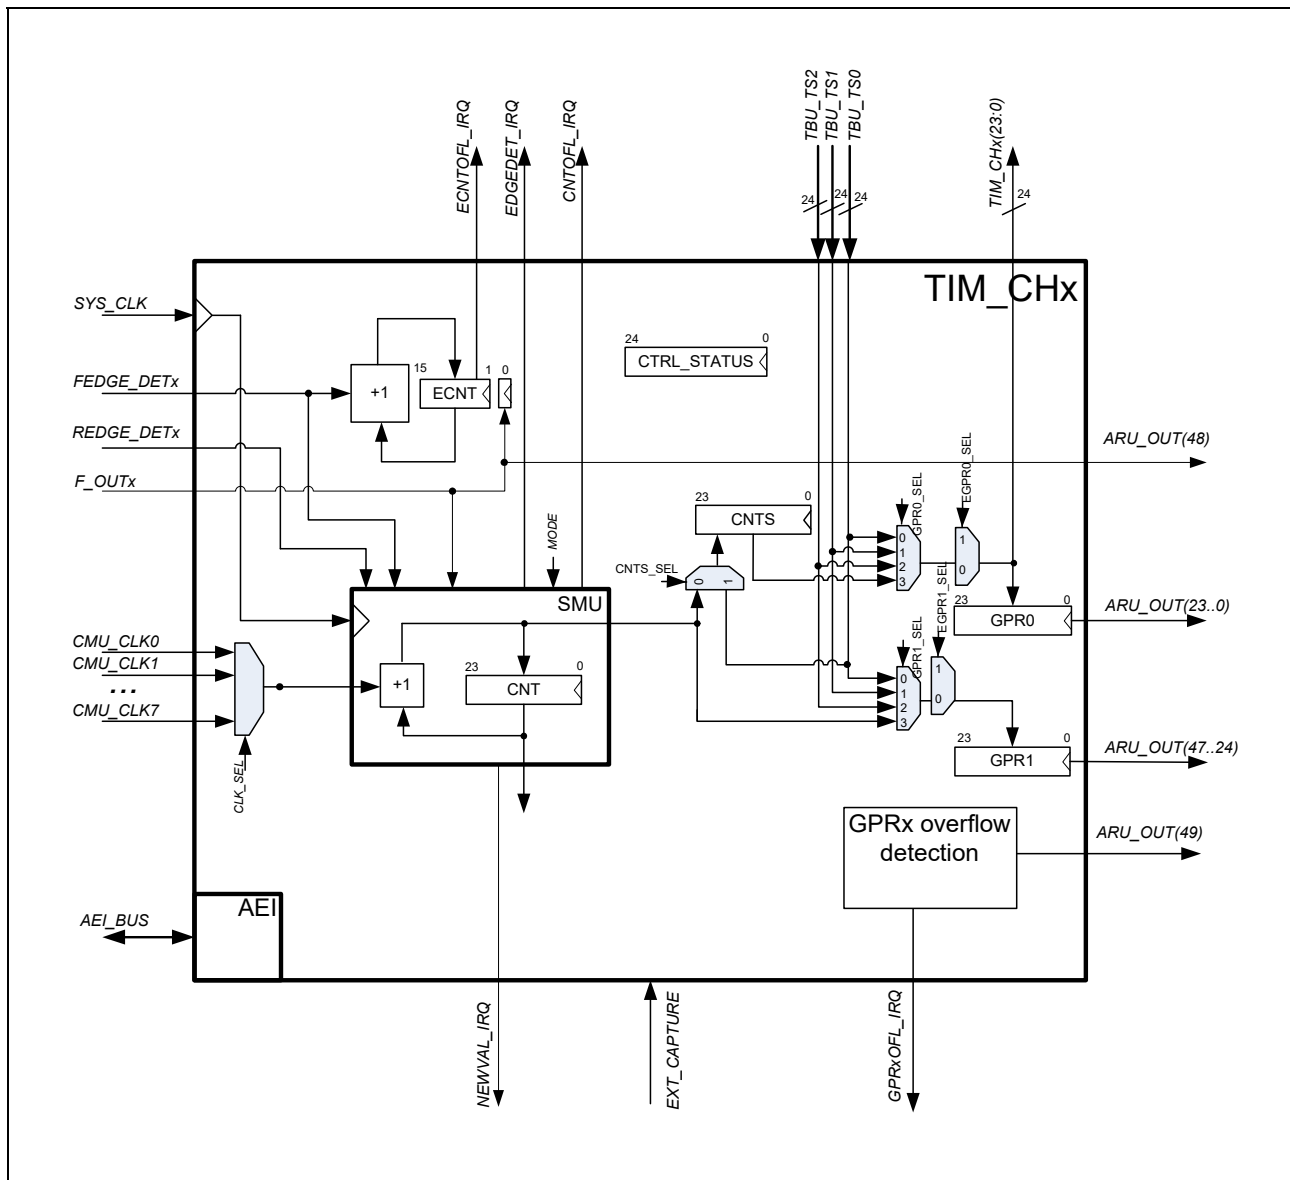 ECNTOFL_IRQ
EDGEDET_IRQ
CNTOFL_IRQ
TBU_TS2
TBU_TS1
TBU_TS0
TIM_CHx(23:0)
24
24
24
24
TIM_CHx
SYS_CLK
FEDGE_DETx
REDGE_DETx
F_OUTx
+1
15
1
0
ECNT
24
0
CTRL_STATUS
ARU_OUT(48)
MODE
23
0
CNTS
CNTS_SEL
0
1
GPR0_SEL
0
1
2
3
EGPR0_SEL
1
0
23
0
GPR0
ARU_OUT(23..0)
SMU
CMU_CLK0
CMU_CLK1
...
CMU_CLK7
CLK_SEL
+1
23
0
CNT
GPR1_SEL
0
1
2
3
EGPR1_SEL
1
0
23
0
GPR1
ARU_OUT(47..24)
GPRx overflow
detection
ARU_OUT(49)
AEI
AEI_BUS
NEWVAL_IRQ
EXT_CAPTURE
GPRxOFL_IRQ